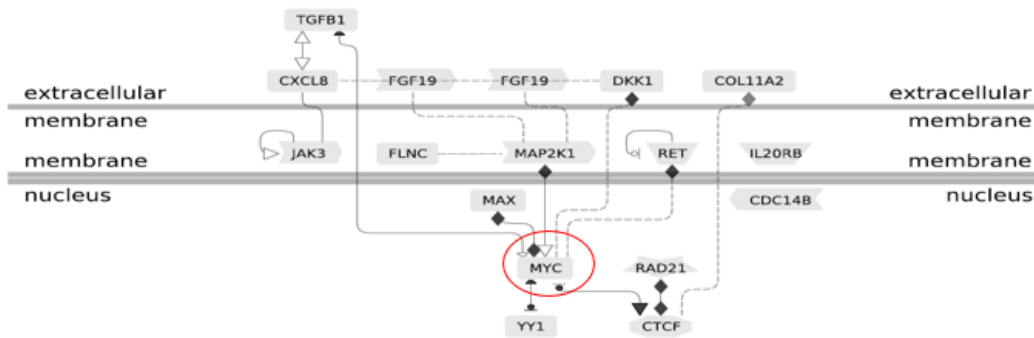 TGFB1
CXCL8 FGF19 FGF19 DKK1 COL11A2
extracellular extracellular
membrane membrane
JAK3 FLNC MAP2K1 RET IL20RB
membrane membrane
nucleus nucleus
CDC14B
MAX
MYC RAD21
YY1 CTCF